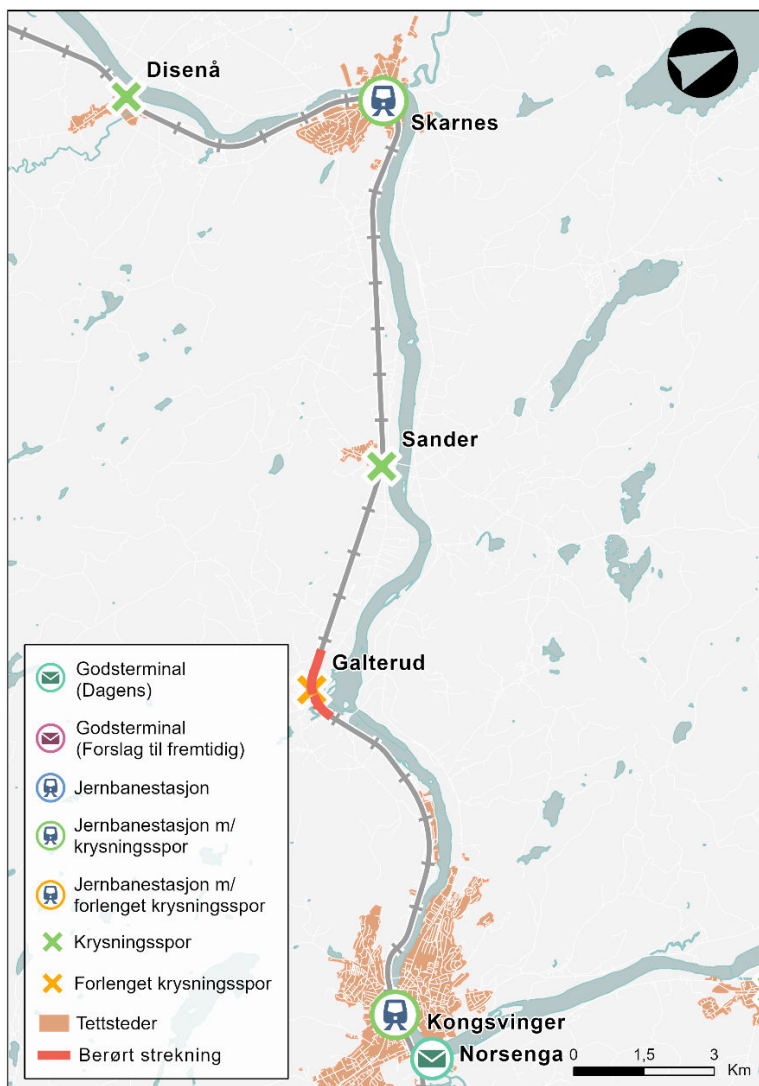 Disenå
Skarnes
Sander
Galterud
Godsterminal
(Dagens)
Godsterminal
(Forslag til fremtidig)
Jernbanestasjon
Jernbanestasjon m/
krysningsspor
Jernbanestasjon m/
forlenget krysningsspor
Krysningsspor
Forlenget krysningsspor
Tettsteder
Berørt strekning
Kongsvinger
Norsenga
0 1,5 3
Km